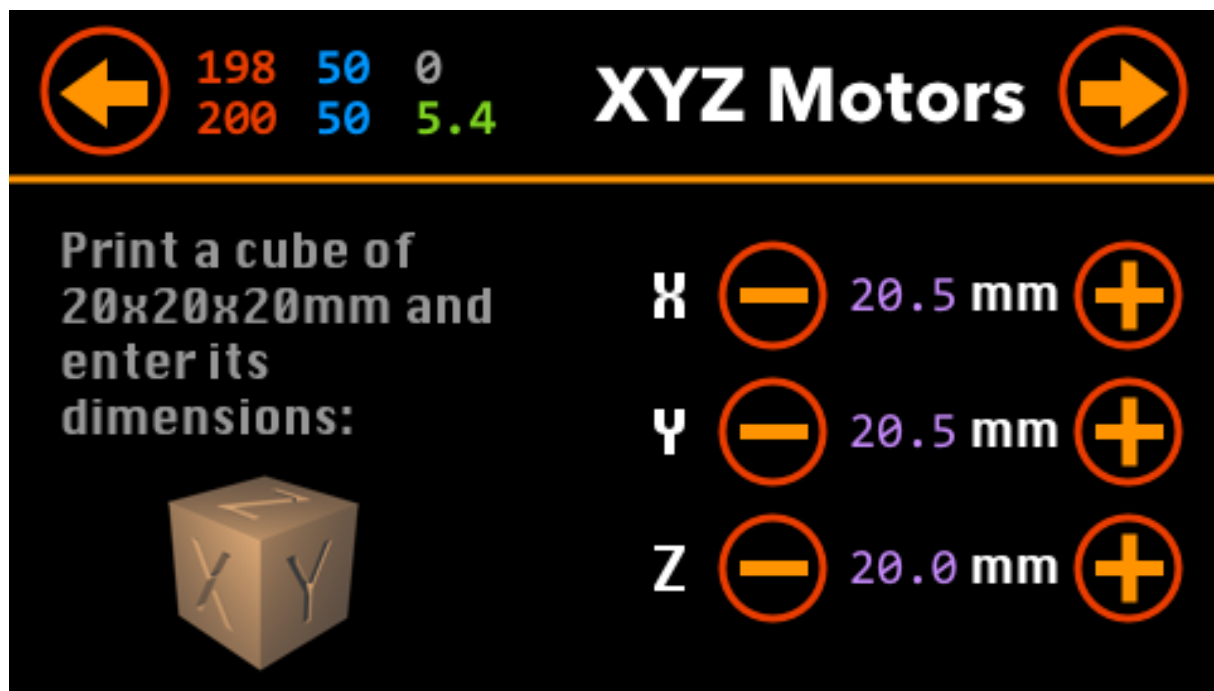 198 50 0
200 50 5.4
XYZ Motors
Print a cube of
20x20x20mm and
enter its
dimensions:
X 20.5 mm
Y 20.5 mm
Z 20.0 mm
Z
X Y